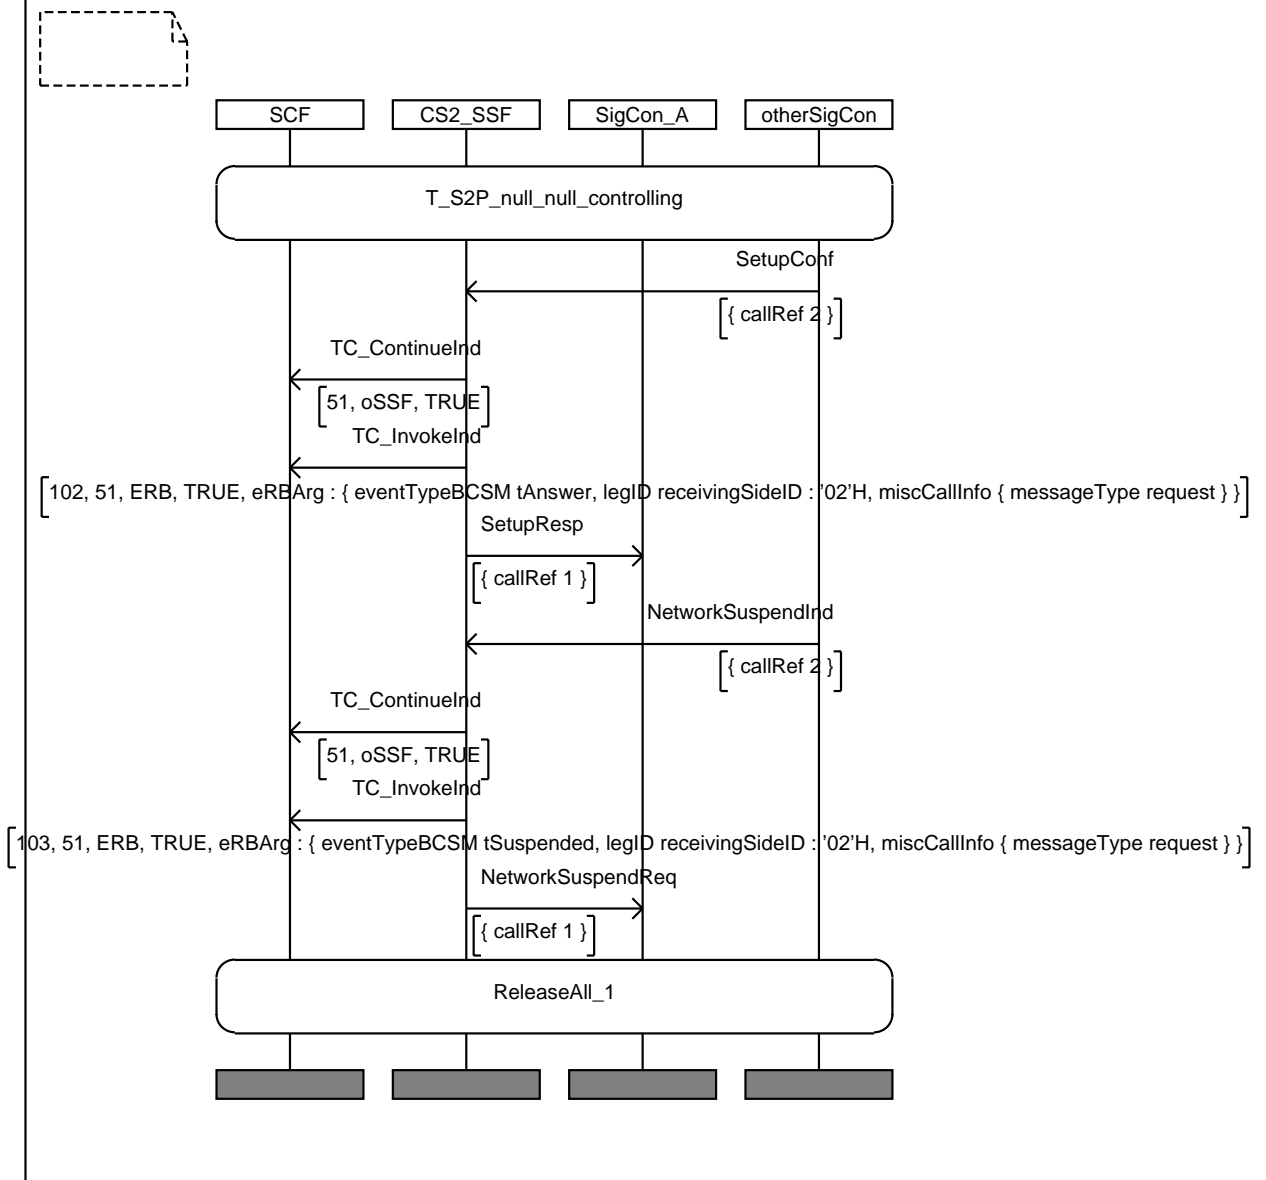 SCF CS2_SSF SigCon_A otherSigCon
T_S2P_null_null_controlling
SetupConf
{ callRef 2 }
TC_ContinueInd
51, oSSF, TRUE
TC_InvokeInd
102, 51, ERB, TRUE, eRBArg : { eventTypeBCSM tAnswer, legID receivingSideID : ’02’H, miscCallInfo { messageType request } }
SetupResp
{ callRef 1 }
NetworkSuspendInd
{ callRef 2 }
TC_ContinueInd
51, oSSF, TRUE
TC_InvokeInd
103, 51, ERB, TRUE, eRBArg : { eventTypeBCSM tSuspended, legID receivingSideID : ’02’H, miscCallInfo { messageType request } }
NetworkSuspendReq
{ callRef 1 }
ReleaseAll_1